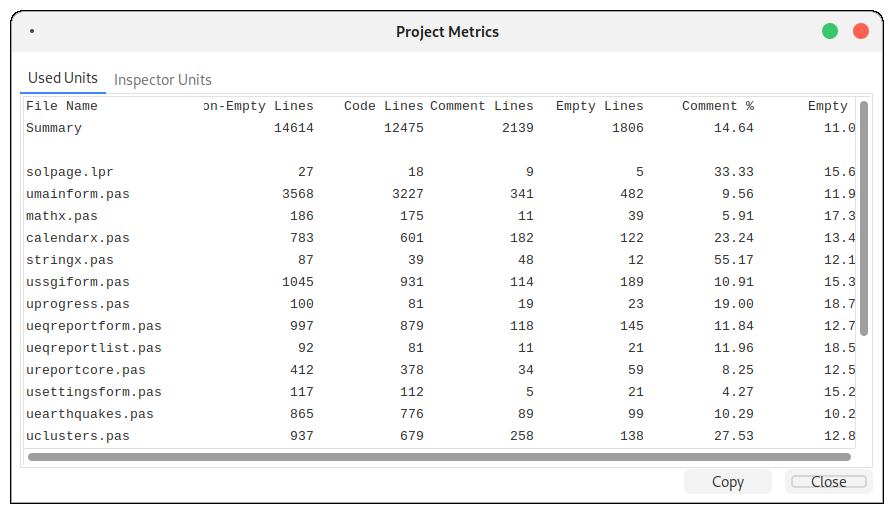 Project Metrics
Used Units Inspector Units
File Name on-Empty Lines Code Lines Comment Lines Empty Lines Comment % Empty
Summary 14614 12475 2139 1806 14.64 11.0
solpage.lpr 27 18 9 5 33.33 15.6
umainform.pas 3568 3227 341 482 9.56 11.9
mathx.pas 186 175 11 39 5.91 17.3
calendarx.pas 783 601 182 122 23.24 13.4
stringx.pas 87 39 48 12 55.17 12.1
ussgiform.pas 1045 931 114 189 10.91 15.3
uprogress.pas 100 81 19 23 19.00 18.7
ueqreportform.pas 997 879 118 145 11.84 12.7
ueqreportlist.pas 92 81 11 21 11.96 18.5
ureportcore.pas 412 378 34 59 8.25 12.5
usettingsform.pas 117 112 5 21 4.27 15.2
uearthquakes.pas 865 776 89 99 10.29 10.2
uclusters.pas 937 679 258 138 27.53 12.8
Copy Close